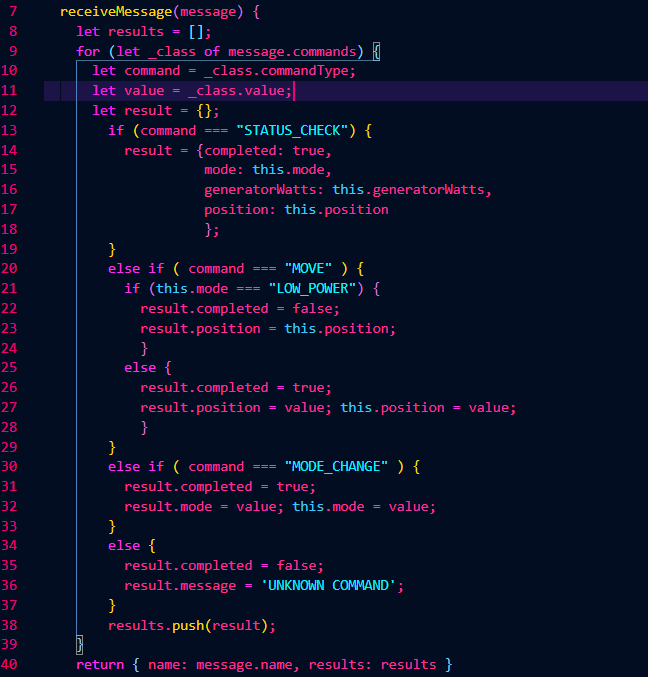 7 receiveMessage(message) {
8 let results = [];
9 for (let _class of message.commands) {
10 let command = _class.commandType;
11 let value = _class.value;
12 let result = {};
13 if (command === "STATUS_CHECK") {
14 result = {completed: true,
15 mode: this.mode,
16 generatorWatts: this.generatorWatts,
17 position: this.position
18 };
19 }
20 else if ( command === "MOVE" ) {
21 if (this.mode === "LOW_POWER") {
22 result.completed = false;
23 result.position = this.position;
24 }
25 else {
26 result.completed = true;
27 result.position = value; this.position = value;
28 }
29 }
30 else if ( command === "MODE_CHANGE" ) {
31 result.completed = true;
32 result.mode = value; this.mode = value;
33 }
34 else {
35 result.completed = false;
36 result.message = 'UNKNOWN COMMAND';
37 }
38 results.push(result);
39 }
40 return { name: message.name, results: results }